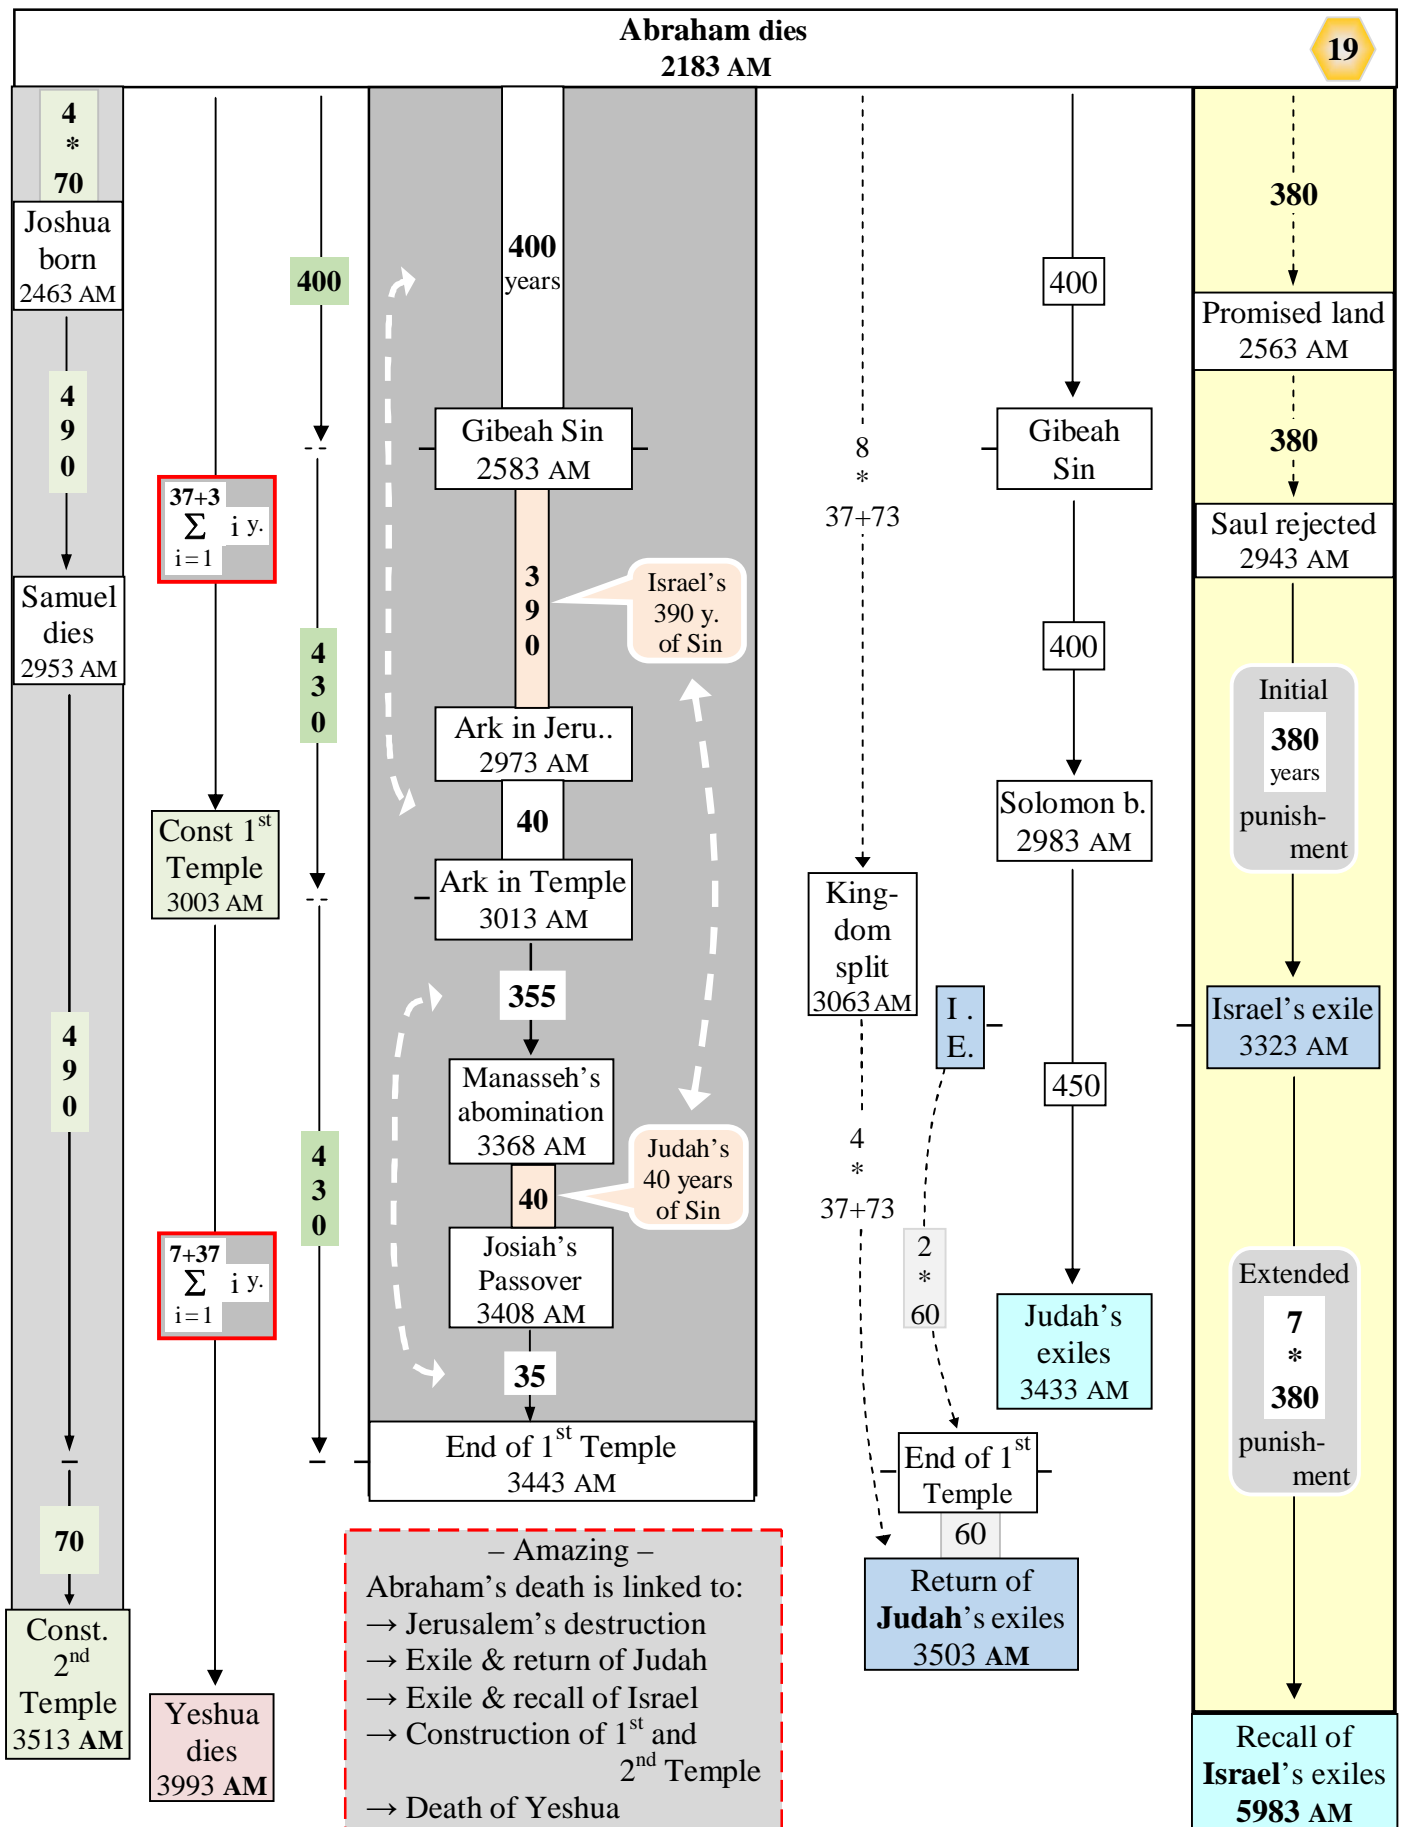 Abraham dies
2183 AM
19
4
*
70
Joshua
born
2463 AM
4
9
0
Samuel
dies
2953 AM
4
9
0
70
Const.
2nd
Temple
3513 AM
37+3
Σ i y.
i=1
Const 1st
Temple
3003 AM
7+37
Σ i y.
i=1
Yeshua
dies
3993 AM
400
4
3
0
4
3
0
400
years
Gibeah Sin
2583 AM
3
9
0
Israel’s
390 y.
of Sin
Ark in Jeru..
2973 AM
40
Ark in Temple
3013 AM
355
Manasseh’s
abomination
3368 AM
40
Judah’s
40 years
of Sin
Josiah’s
Passover
3408 AM
35
End of 1st Temple
3443 AM
– Amazing –
Abraham’s death is linked to:
→ Jerusalem’s destruction
→ Exile & return of Judah
→ Exile & recall of Israel
→ Construction of 1st and
2nd Temple
→ Death of Yeshua
8
*
37+73
King-
dom
split
3063 AM
4
*
37+73
I .
E.
2
*
60
End of 1st
Temple
60
Return of
Judah’s exiles
3503 AM
400
Gibeah
Sin
400
Solomon b.
2983 AM
450
Judah’s
exiles
3433 AM
380
Promised land
2563 AM
380
Saul rejected
2943 AM
Initial
380
years
punish-
ment
Israel’s exile
3323 AM
Extended
7
*
380
punish-
ment
Recall of
Israel’s exiles
5983 AM